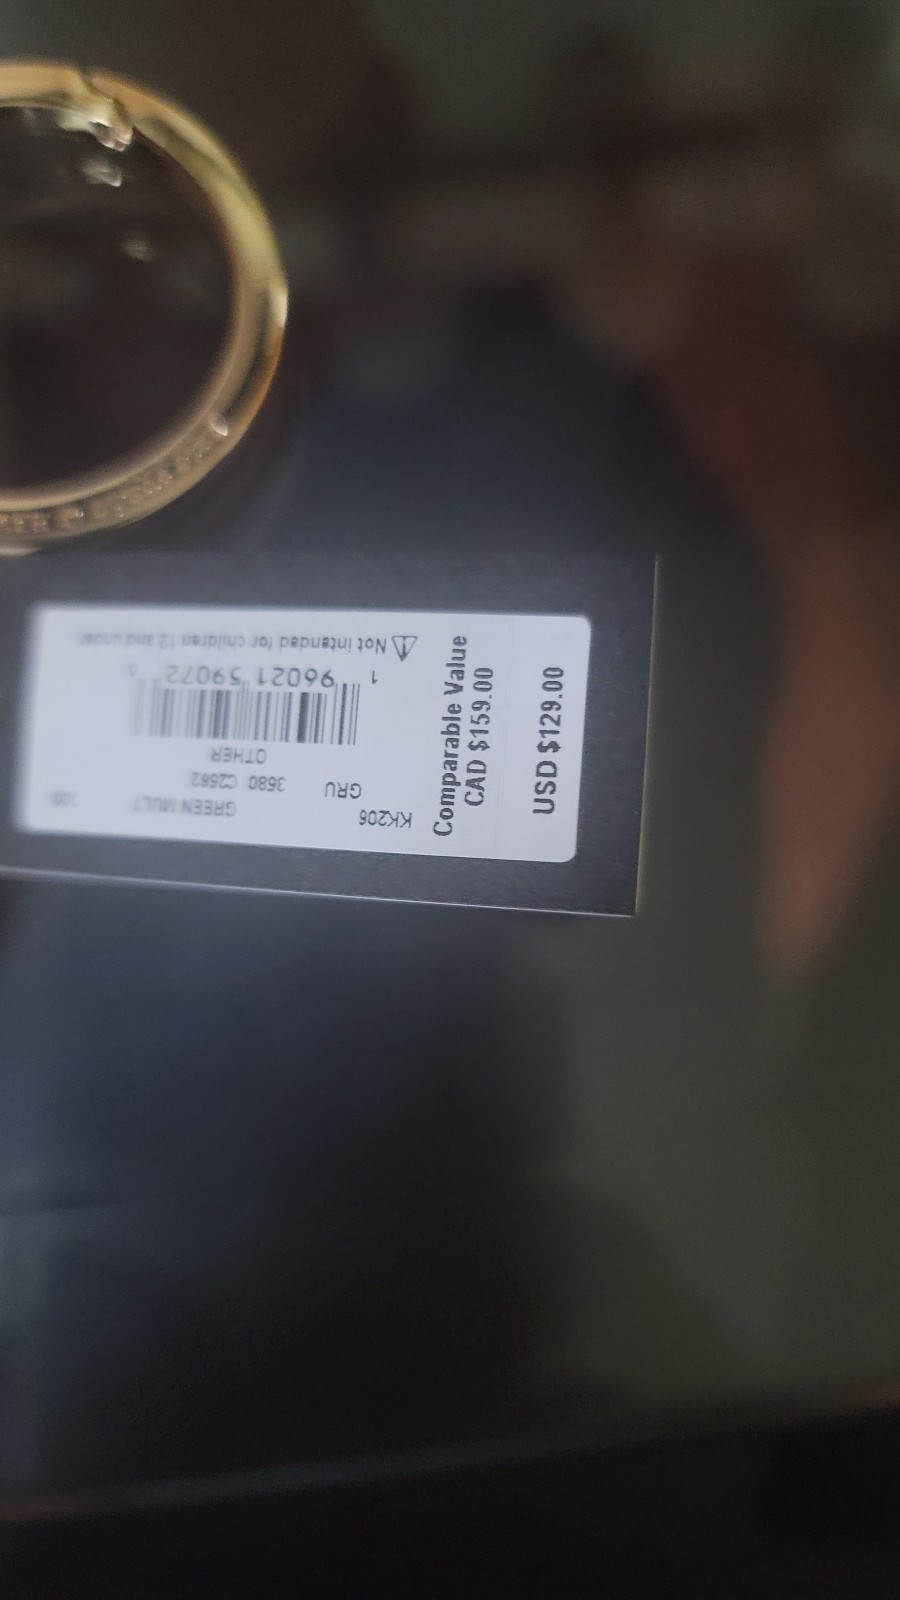 KK206 GREEN MULT
GRU 3680 C2582
OTHER
1 96021 59072
Not intended for children 12 and under
Comparable Value
CAD $159.00
USD $129.00